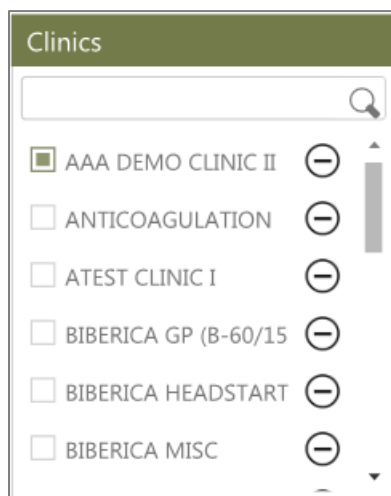 Clinics
AAA DEMO CLINIC II
ANTICOAGULATION
ATEST CLINIC I
BIBERICA GP (B-60/15
BIBERICA HEADSTART
BIBERICA MISC